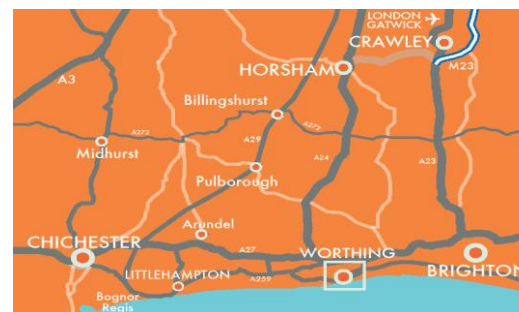 LONDON
GATWICK
CRAWLEY
A3
HORSHAM
M23
Billingshurst
A272
A272
Midhurst
A29
A24
A23
Pulborough
Arundel
CHICHESTER
A27
WORTHING
BRIGHTON
LITTLEHAMPTON
A259
Bognor
Regis